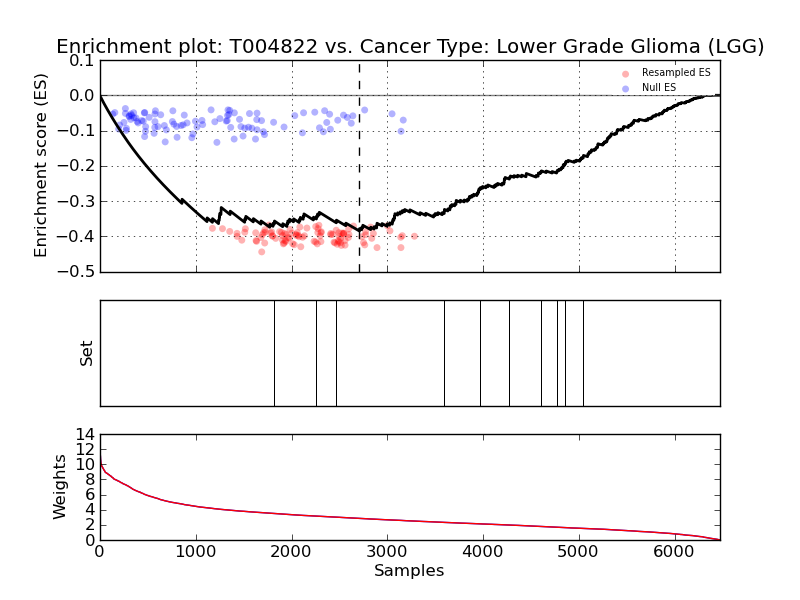 Enrichment plot: T004822 vs. Cancer Type: Lower Grade Glioma (LGG)
0.1
0.0
−0.1
−0.2
−0.3
−0.4
−0.5
Enrichment score (ES)
Resampled ES
Null ES
Set
14
12
10
8
6
4
2
0
Weights
0 1000 2000 3000 4000 5000 6000
Samples